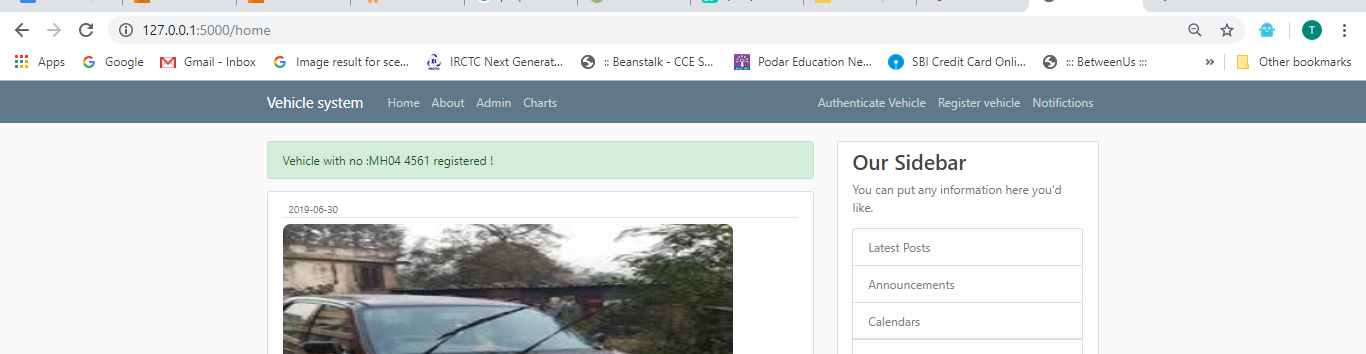 127.0.0.1:5000/home
T
Apps Google Gmail - Inbox Image result for sce... IRCTC Next Generat... :: Beanstalk - CCE S... Podar Education Ne... SBI Credit Card Onli... ::: BetweenUs ::: » Other bookmarks
Vehicle system Home About Admin Charts Authenticate Vehicle Register vehicle Notifictions
Vehicle with no :MH04 4561 registered !
2019-06-30
Our Sidebar
You can put any information here you'd
like.
Latest Posts
Announcements
Calendars